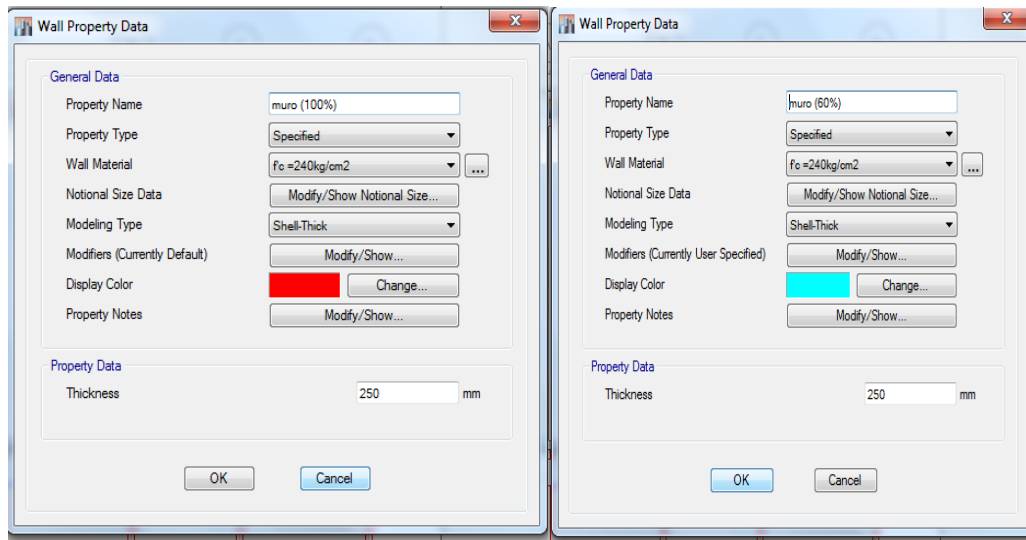 Wall Property Data
General Data
Property Name muro (100%)
Property Type Specified
Wall Material f'c =240kg/cm2 ...
Notional Size Data Modify/Show Notional Size...
Modeling Type Shell-Thick
Modifiers (Currently Default) Modify/Show...
Display Color Change...
Property Notes Modify/Show...
Property Data
Thickness 250 mm
OK Cancel
Wall Property Data
General Data
Property Name muro (60%)
Property Type Specified
Wall Material f'c =240kg/cm2 ...
Notional Size Data Modify/Show Notional Size...
Modeling Type Shell-Thick
Modifiers (Currently User Specified) Modify/Show...
Display Color Change...
Property Notes Modify/Show...
Property Data
Thickness 250 mm
OK Cancel